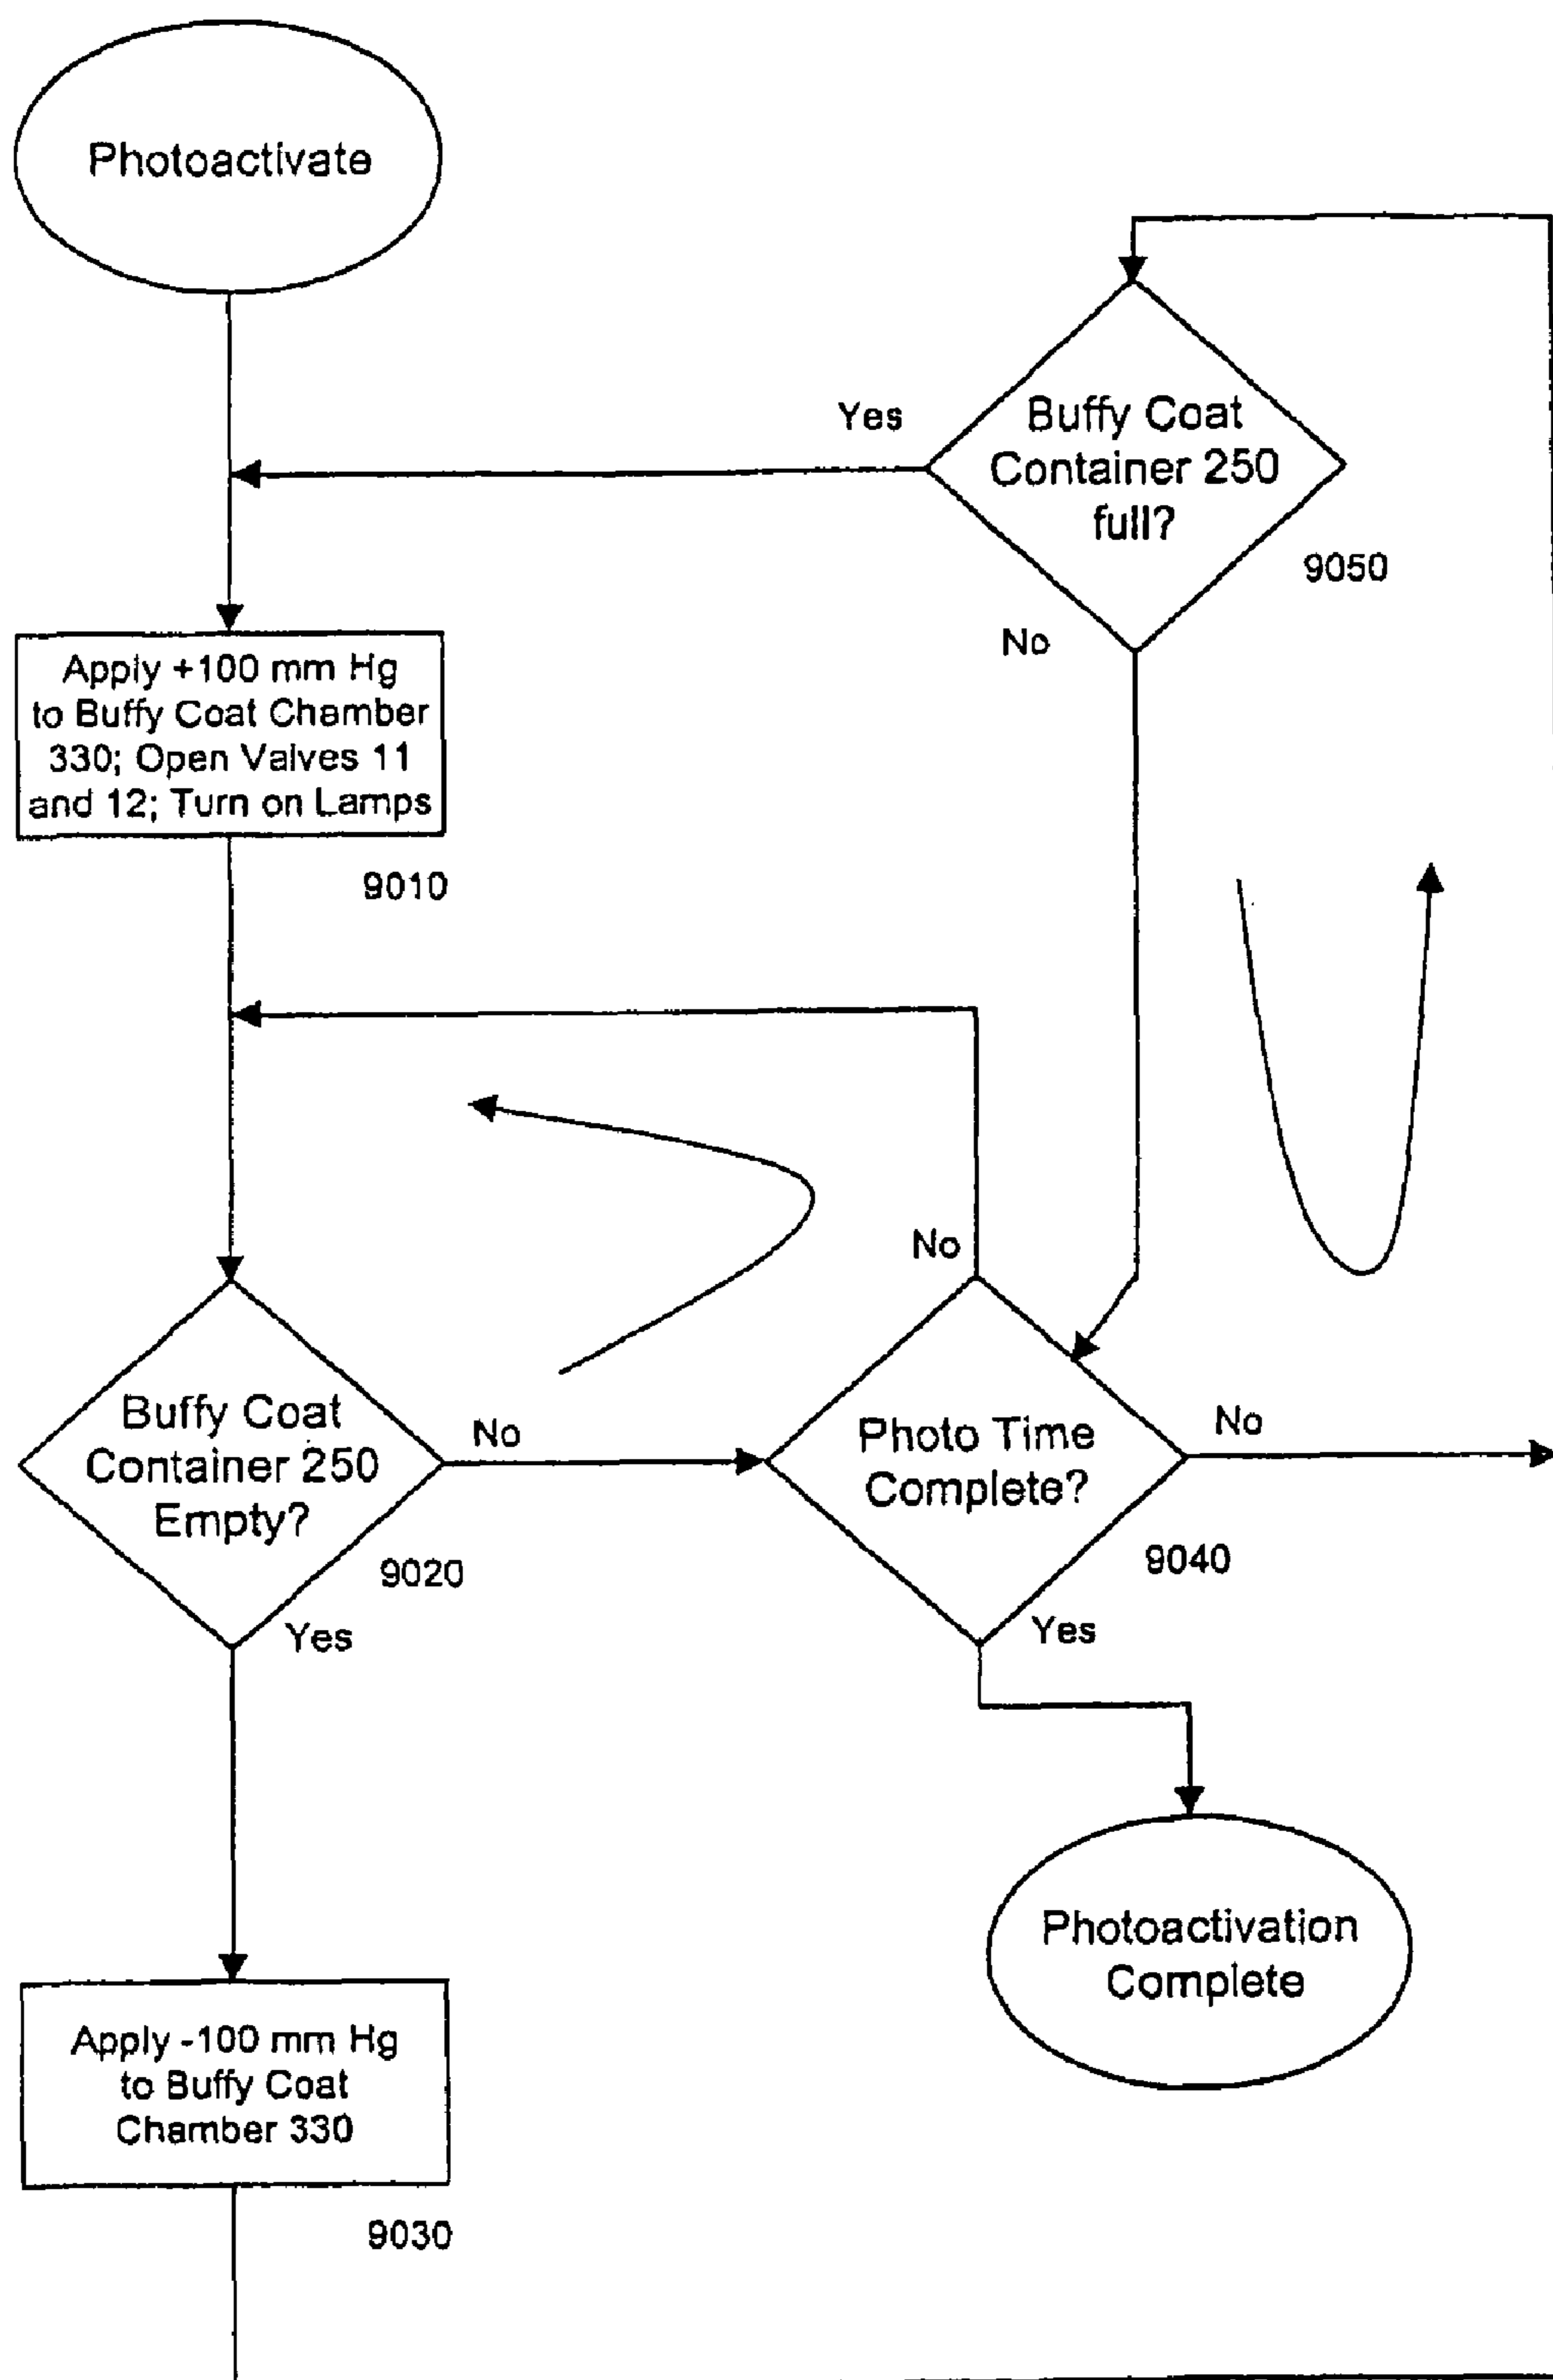 Photoactivate
Yes
Buffy Coat
Container 250
full?
9050
No
Apply +100 mm Hg
to Buffy Coat Chamber
330; Open Valves 11
and 12; Turn on Lamps
9010
No
Buffy Coat
Container 250
Empty?
No
9020
Yes
Photo Time
Complete?
No
9040
Yes
Photoactivation
Complete
Apply -100 mm Hg
to Buffy Coat
Chamber 330
9030